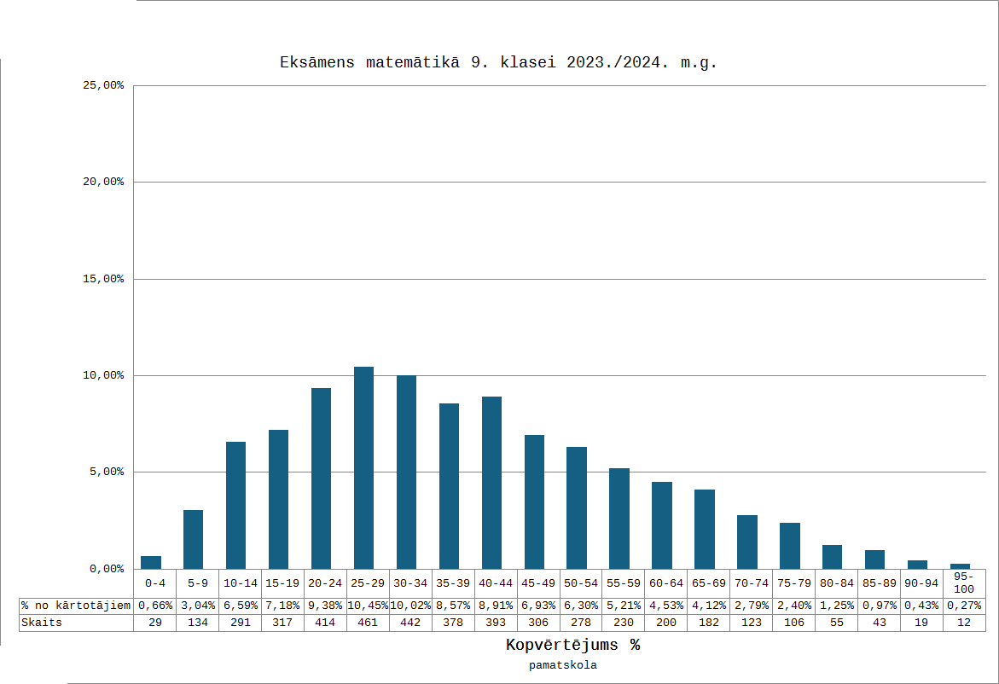 Eksāmens matemātikā 9. klasei 2023./2024. m.g.
25,00%
20,00%
15,00%
10,00%
5,00%
0,00%
0-4 5-9 10-14 15-19 20-24 25-29 30-34 35-39 40-44 45-49 50-54 55-59 60-64 65-69 70-74 75-79 80-84 85-89 90-94 95-
100
% no kārtotājiem 0,66% 3,04% 6,59% 7,18% 9,38% 10,45% 10,02% 8,57% 8,91% 6,93% 6,30% 5,21% 4,53% 4,12% 2,79% 2,40% 1,25% 0,97% 0,43% 0,27%
Skaits 29 134 291 317 414 461 442 378 393 306 278 230 200 182 123 106 55 43 19 12
Kopvērtējums %
pamatskola